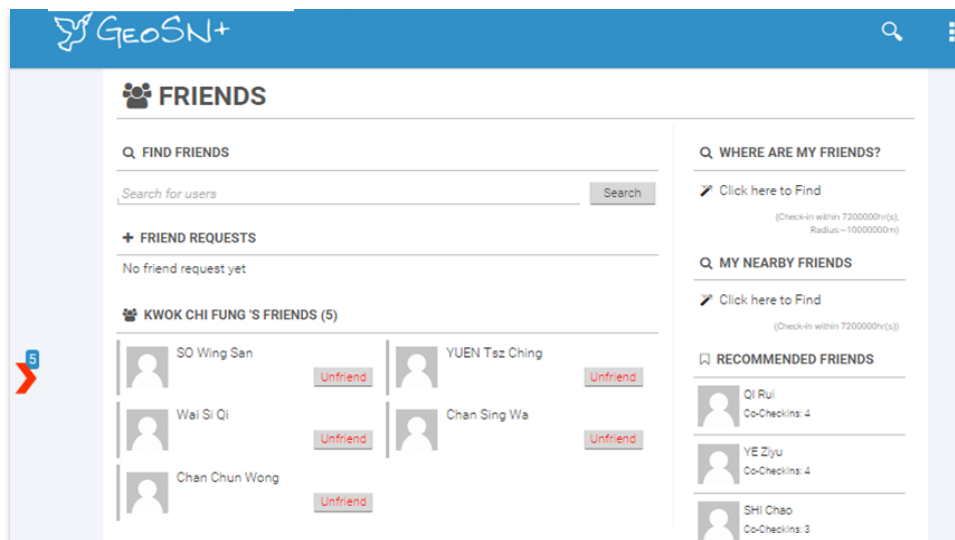 GeoSN+
FRIENDS
FIND FRIENDS
Search for users
Search
FRIEND REQUESTS
No friend request yet
KWOK CHI FUNG 'S FRIENDS (5)
SO Wing San
Unfriend
YUEN Tsz Ching
Unfriend
Wai Si Qi
Unfriend
Chan Sing Wa
Unfriend
Chan Chun Wong
Unfriend
5
WHERE ARE MY FRIENDS?
Click here to Find
(Check-in within 7200000hr(s),
Radius:~10000000m)
MY NEARBY FRIENDS
Click here to Find
(Check-in within 7200000hr(s))
RECOMMENDED FRIENDS
QI Rui
Co-CheckIns: 4
YE Ziyu
Co-CheckIns: 4
SHI Chao
Co-CheckIns: 3